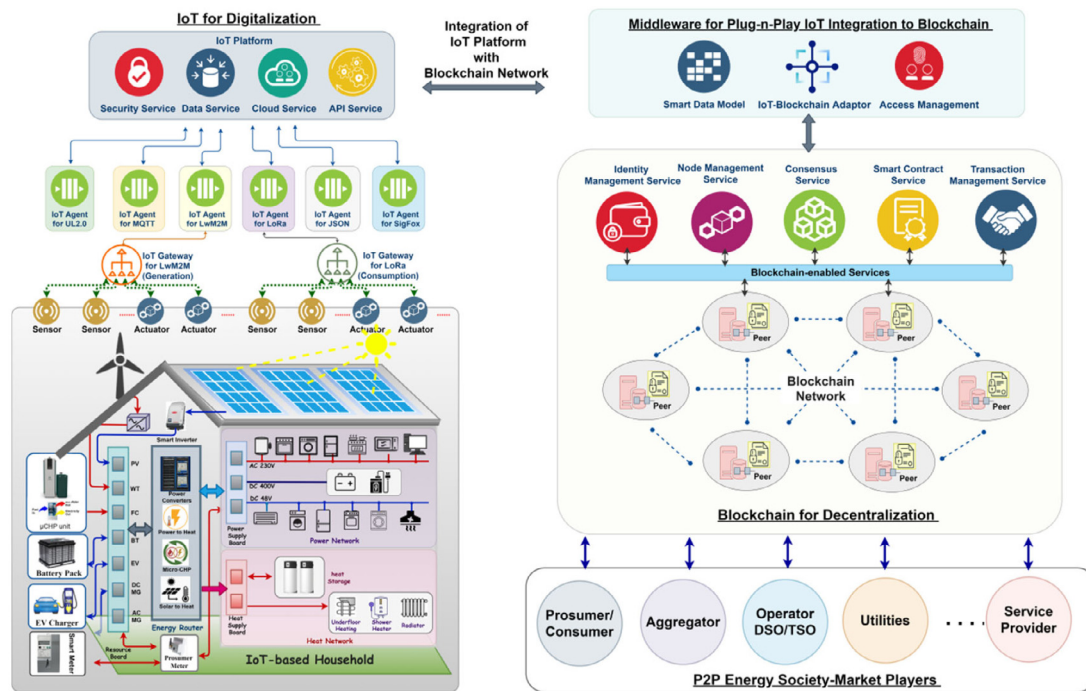 IoT for Digitalization
IoT Platform
Security Service
Data Service
Cloud Service
API Service
Integration of
IoT Platform
with
Blockchain Network
Middleware for Plug-n-Play IoT Integration to Blockchain
Smart Data Model
IoT-Blockchain Adaptor
Access Management
IoT Agent
for UL2.0
IoT Agent
for MQTT
IoT Agent
for LwM2M
IoT Agent
for LoRa
IoT Agent
for JSON
IoT Agent
for SigFox
IoT Gateway
for LwM2M
(Generation)
IoT Gateway
for LoRa
(Consumption)
Sensor
Sensor
Actuator
Actuator
Sensor
Sensor
Actuator
Actuator
Identity
Management Service
Node Management
Service
Consensus
Service
Smart Contract
Service
Transaction
Management Service
Blockchain-enabled Services
Peer
Peer
Peer
Blockchain
Network
Peer
Peer
Peer
Blockchain for Decentralization
Smart Inverter
µCHP unit
Battery Pack
EV Charger
Smart Meter
PV
WT
FC
BT
EV
DC
MG
AC
MG
Resource
Board
Power
Converters
Power to Heat
Micro-CHP
Solar to Heat
Energy Router
Prosumer
Meter
AC 230V
DC 400V
DC 48V
Power
Supply
Board
Power Network
heat
Storage
Heat
Supply
Board
Underfloor
Heating
Shower
Heater
Radiator
Heat Network
IoT-based Household
Prosumer/
Consumer
Aggregator
Operator
DSO/TSO
Utilities
Service
Provider
P2P Energy Society-Market Players